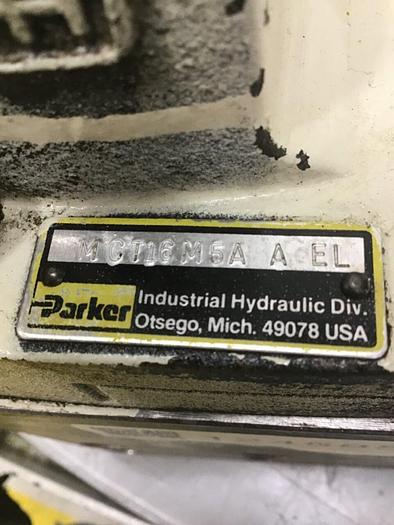 MCT16M5A A EL
Parker
Industrial Hydraulic Div.
Otsego, Mich. 49078 USA